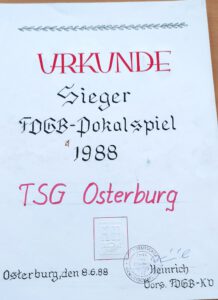 URKUNDE
Sieger
FDGB-Pokalspiel
1988
TSG Osterburg
Osterburg, den 8.6.88
Heinrich
Vors. FDGB-KV